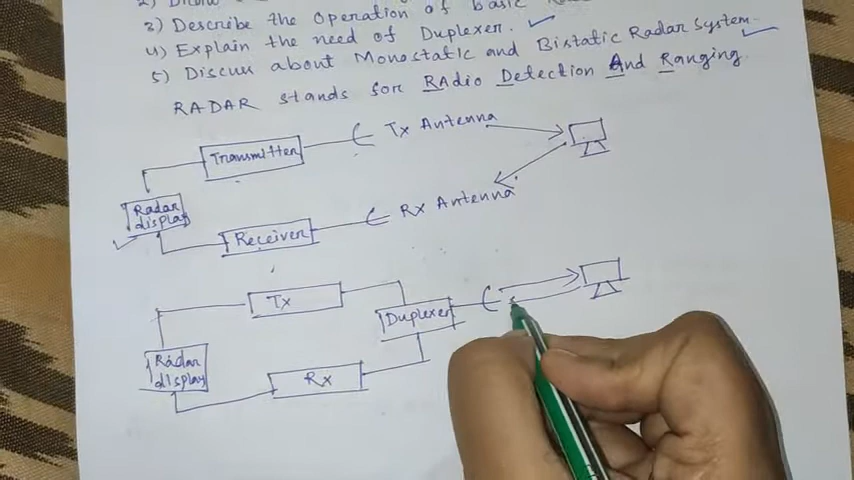 3) Describe the Operation of basic
4) Explain the need of Duplexer.
5) Discuss about Monostatic and Bistatic Radar System.
RADAR stands for RAdio Detection And Ranging.
Transmitter
Tx Antenna
Radar display
Receiver
Rx Antenna
Tx
Duplexer
Radar display
Rx